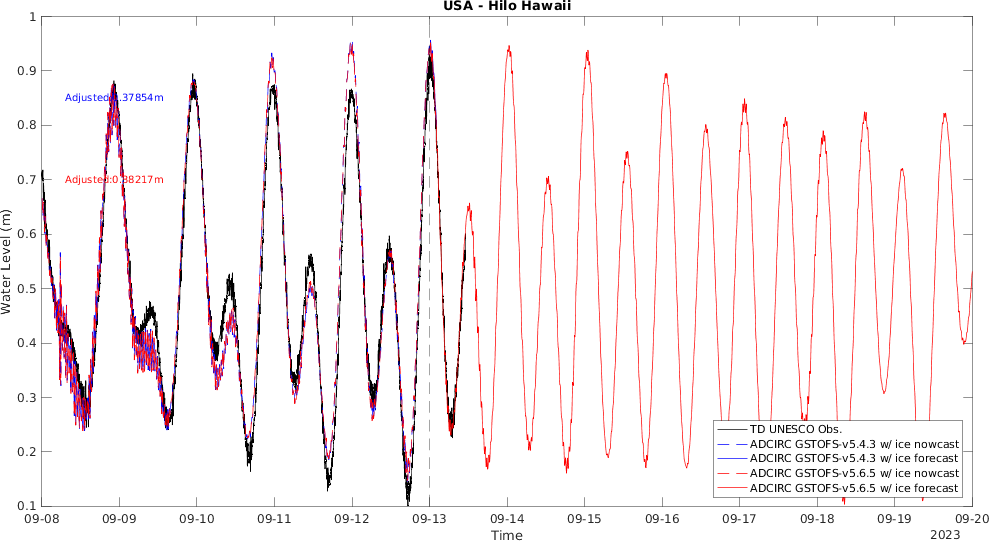 USA - Hilo Hawaii
Water Level (m)
1
0.9
0.8
0.7
0.6
0.5
0.4
0.3
0.2
0.1
Adjusted:0.38217m
TD UNESCO Obs.
ADCIRC GSTOFS-v5.4.3 w/ ice nowcast
ADCIRC GSTOFS-v5.4.3 w/ ice forecast
ADCIRC GSTOFS-v5.6.5 w/ ice nowcast
ADCIRC GSTOFS-v5.6.5 w/ ice forecast
09-08 09-09 09-10 09-11 09-12 09-13 09-14 09-15 09-16 09-17 09-18 09-19 09-20
Time
2023